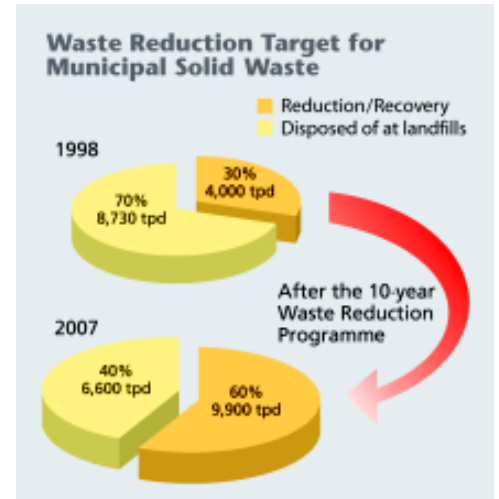 Waste Reduction Target for
Municipal Solid Waste
Reduction/Recovery
Disposed of at landfills
1998
30%
4,000 tpd
70%
8,730 tpd
After the 10-year
Waste Reduction
Programme
2007
40%
6,600 tpd
60%
9,900 tpd